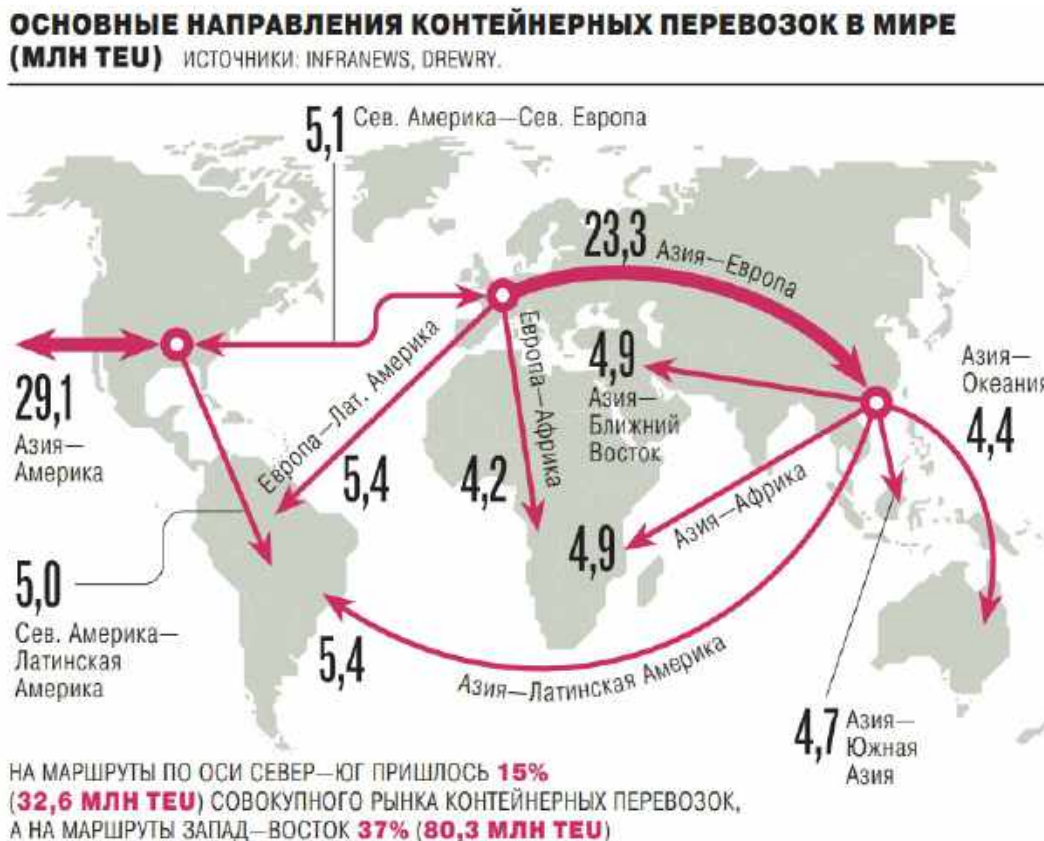 ОСНОВНЫЕ НАПРАВЛЕНИЯ КОНТЕЙНЕРНЫХ ПЕРЕВОЗОК В МИРЕ
(МЛН TEU) ИСТОЧНИКИ: INFRANEWS, DREWRY.
5,1 Сев. Америка—Сев. Европа
23,3 Азия—Европа
29,1
Азия—
Америка
Европа—Лат. Америка
5,4
Европа—Африка
4,2
4,9
Азия—
Ближний
Восток
Азия—
Океания
4,4
Азия—Африка
4,9
5,0
Сев. Америка—
Латинская
Америка
5,4
Азия—Латинская Америка
4,7 Азия—
Южная
Азия
НА МАРШРУТЫ ПО ОСИ СЕВЕР—ЮГ ПРИШЛОСЬ 15%
(32,6 МЛН TEU) СОВОКУПНОГО РЫНКА КОНТЕЙНЕРНЫХ ПЕРЕВОЗОК,
А НА МАРШРУТЫ ЗАПАД—ВОСТОК 37% (80,3 МЛН TEU)